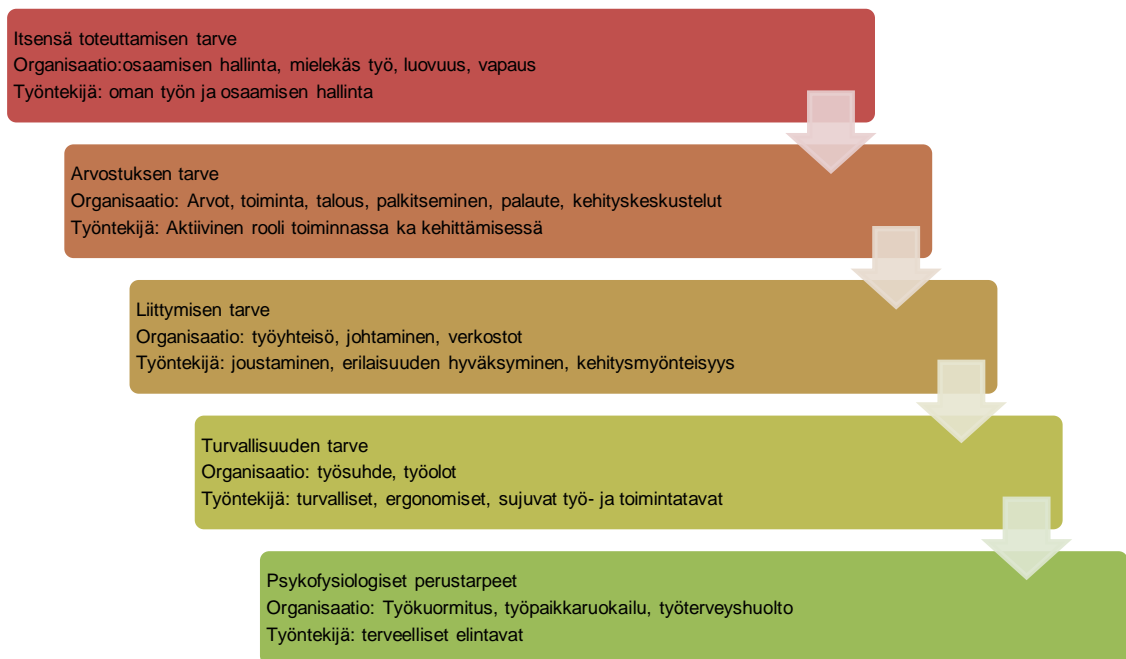 Itsensä toteuttamisen tarve
Organisaatio:osaamisen hallinta, mielekäs työ, luovuus, vapaus
Työntekijä: oman työn ja osaamisen hallinta
Arvostuksen tarve
Organisaatio: Arvot, toiminta, talous, palkitseminen, palaute, kehityskeskustelut
Työntekijä: Aktiivinen rooli toiminnassa ka kehittämisessä
Liittymisen tarve
Organisaatio: työyhteisö, johtaminen, verkostot
Työntekijä: joustaminen, erilaisuuden hyväksyminen, kehitysmyönteisyys
Turvallisuuden tarve
Organisaatio: työsuhde, työolot
Työntekijä: turvalliset, ergonomiset, sujuvat työ- ja toimintatavat
Psykofysiologiset perustarpeet
Organisaatio: Työkuormitus, työpaikkaruokailu, työterveyshuolto
Työntekijä: terveelliset elintavat